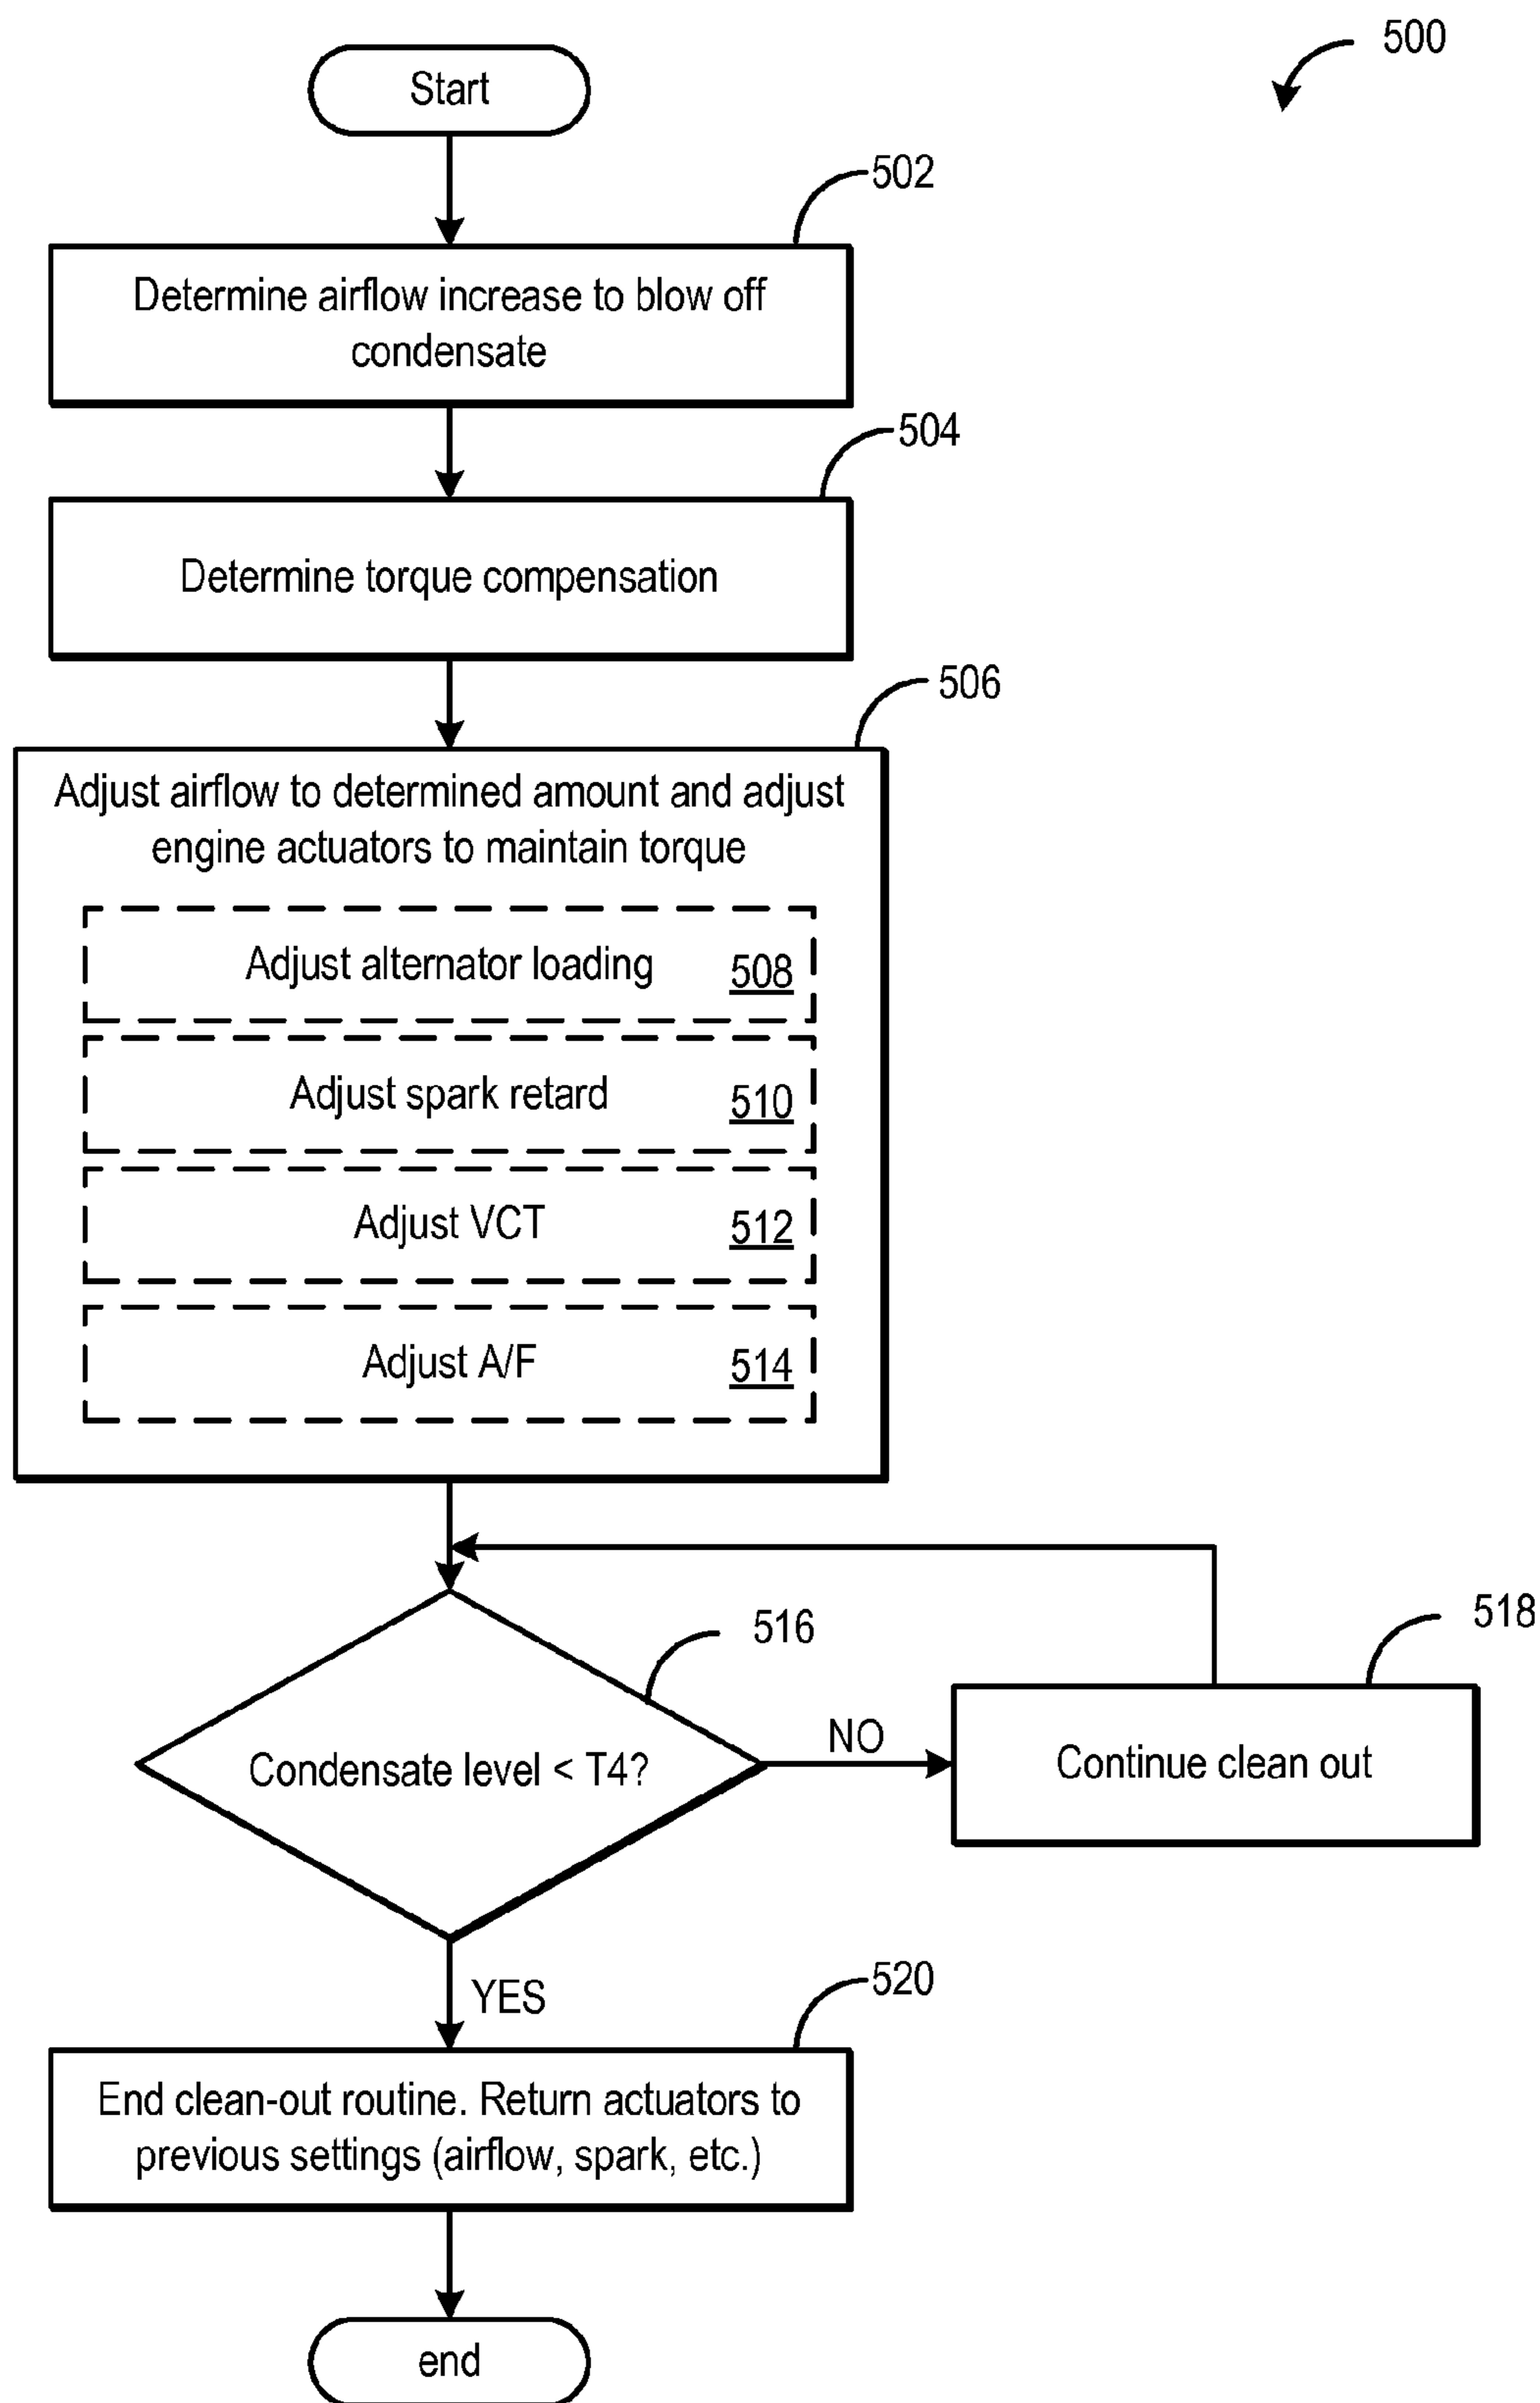 500
Start
502
Determine airflow increase to blow off
condensate
504
Determine torque compensation
506
Adjust airflow to determined amount and adjust
engine actuators to maintain torque
Adjust alternator loading 508
Adjust spark retard 510
Adjust VCT 512
Adjust A/F 514
516
518
Condensate level < T4?
NO
Continue clean out
YES
520
End clean-out routine. Return actuators to
previous settings (airflow, spark, etc.)
end